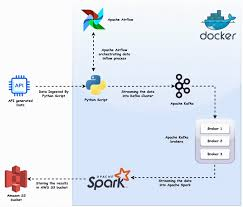 Apache Airflow
docker
Apache Airflow
orchestrating data
inflow process
API
Data Ingested By
Python Script
Streaming the data
into Kafka Cluster
API generated
Data
Python Script
Apache Kafka
Apache Kafka
brokers
Broker 1
Broker 2
Broker 3
APACHE
Spark
Storing the results
in AWS S3 bucket
Streaming the data
into Apache Spark
Amazon S3
bucket